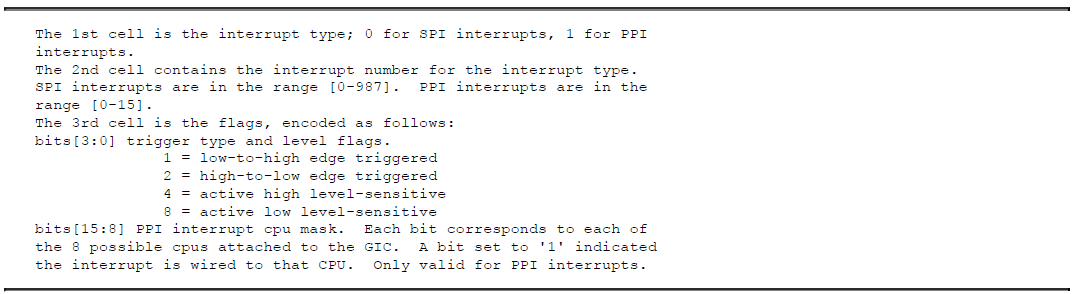 The 1st cell is the interrupt type; 0 for SPI interrupts, 1 for PPI
interrupts.
The 2nd cell contains the interrupt number for the interrupt type.
SPI interrupts are in the range [0-987].  PPI interrupts are in the
range [0-15].
The 3rd cell is the flags, encoded as follows:
bits[3:0] trigger type and level flags.
1 = low-to-high edge triggered
2 = high-to-low edge triggered
4 = active high level-sensitive
8 = active low level-sensitive
bits[15:8] PPI interrupt cpu mask.  Each bit corresponds to each of
the 8 possible cpus attached to the GIC.  A bit set to '1' indicated
the interrupt is wired to that CPU.  Only valid for PPI interrupts.